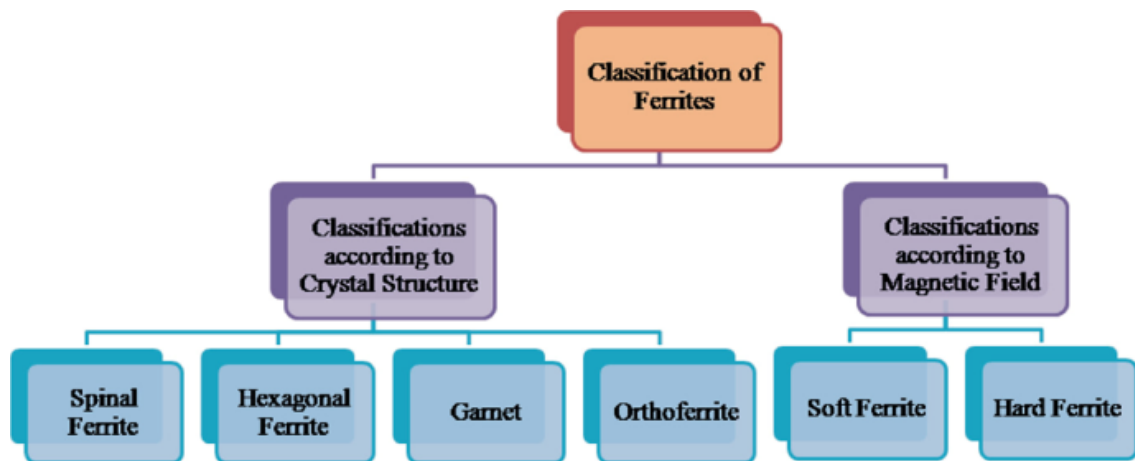 Classification of
Ferrites
Classifications
according to
Crystal Structure
Classifications
according to
Magnetic Field
Spinal
Ferrite
Hexagonal
Ferrite
Garnet
Orthoferrite
Soft Ferrite
Hard Ferrite